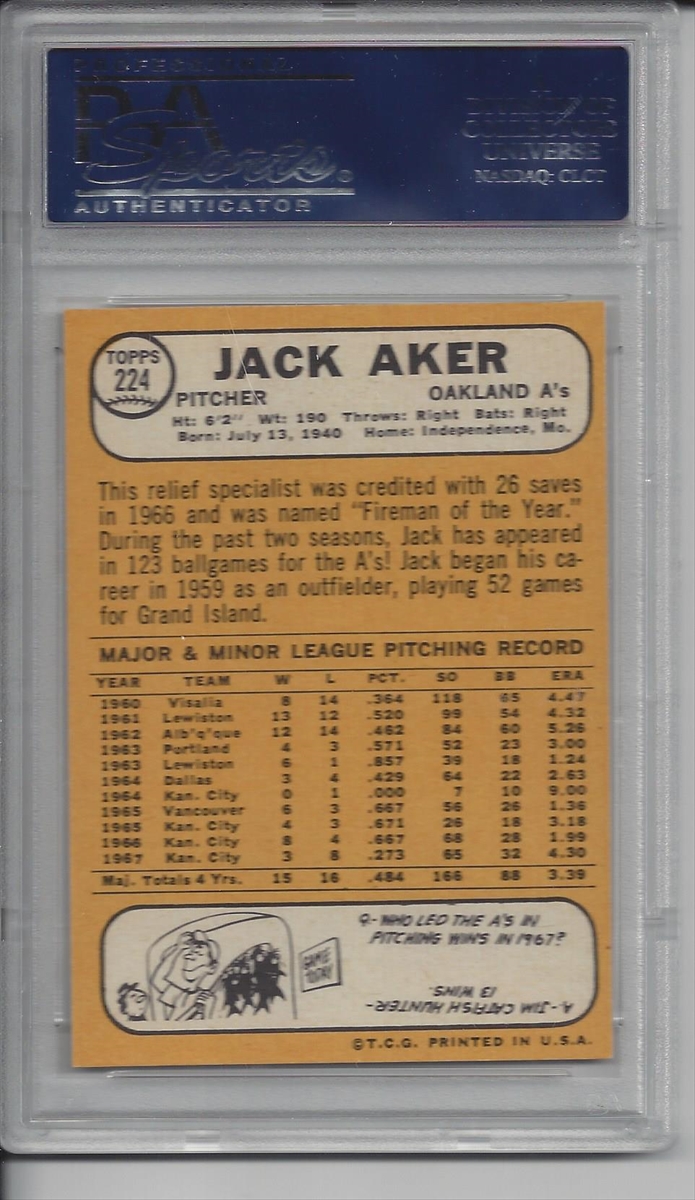 PROFESSIONAL
PSA
Sports®
AUTHENTICATOR
DIVISION OF
COLLECTORS
UNIVERSE
NASDAQ: CLCT
TOPPS
224
JACK AKER
PITCHER OAKLAND A's
Ht: 6'2" Wt: 190 Throws: Right Bats: Right
Born: July 13, 1940 Home: Independence, Mo.
This relief specialist was credited with 26 saves
in 1966 and was named "Fireman of the Year."
During the past two seasons, Jack has appeared
in 123 ballgames for the A's! Jack began his ca-
reer in 1959 as an outfielder, playing 52 games
for Grand Island.
MAJOR & MINOR LEAGUE PITCHING RECORD
YEAR TEAM W L PCT. SO BB ERA
1960 Visalia 8 14 .364 118 65 4.47
1961 Lewiston 13 12 .520 99 54 4.32
1962 Alb'q'que 12 14 .462 84 60 5.26
1963 Portland 4 3 .571 52 23 3.00
1963 Lewiston 6 1 .857 39 18 1.24
1964 Dallas 3 4 .429 64 22 2.63
1964 Kan. City 0 1 .000 7 10 9.00
1965 Vancouver 6 3 .667 56 26 1.36
1965 Kan. City 4 3 .671 26 18 3.18
1966 Kan. City 8 4 .667 68 28 1.99
1967 Kan. City 3 8 .273 65 32 4.30
Maj. Totals 4 Yrs. 15 16 .484 166 88 3.39
Q-WHO LED THE A'S IN
PITCHING WINS IN 1967?
GAME
TODAY
A.-JIM CATFISH HUNTER-
13 WINS.
©T.C.G. PRINTED IN U.S.A.